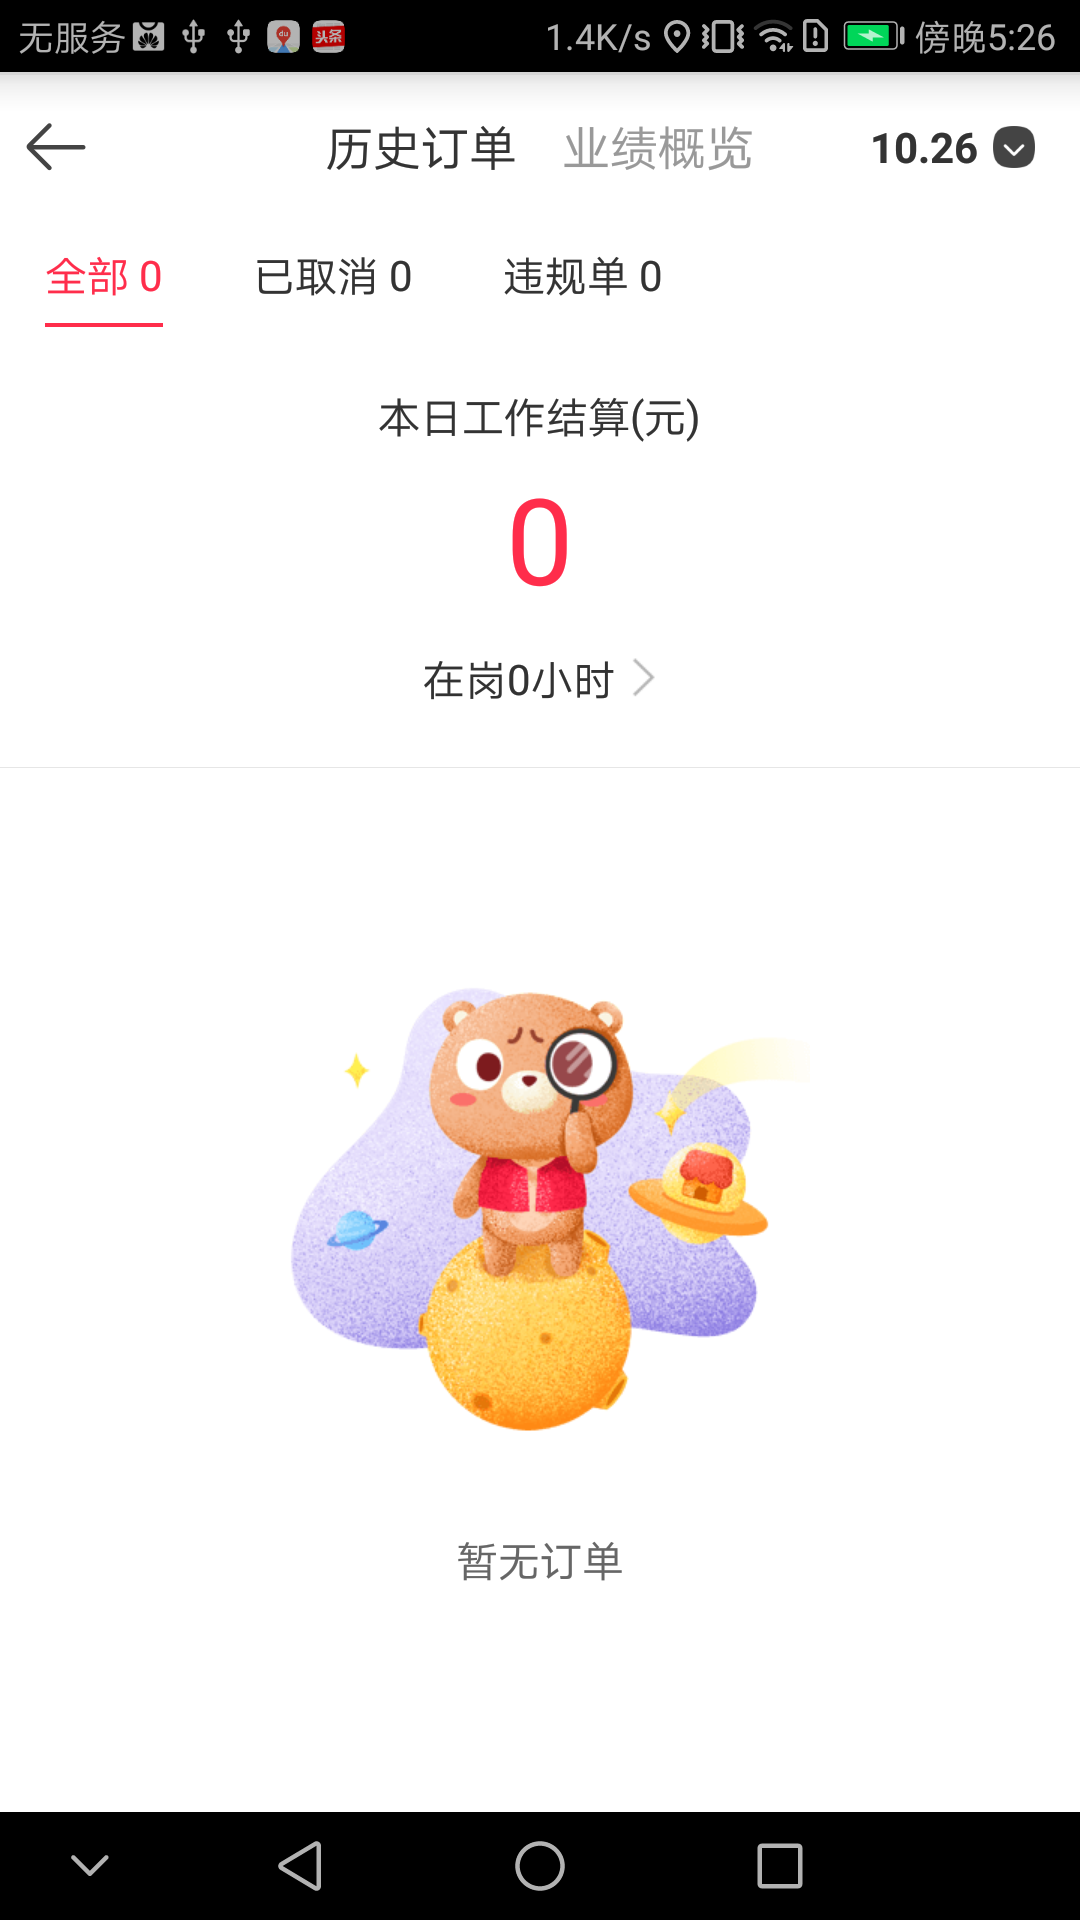 无服务 du 头条 1.4K/s 傍晚5:26
历史订单 业绩概览 10.26
全部 0 已取消 0 违规单 0
本日工作结算(元)
0
在岗0小时
暂无订单